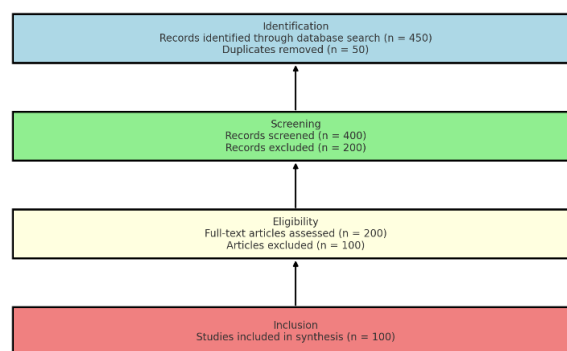 Identification
Records identified through database search (n = 450)
Duplicates removed (n = 50)
Screening
Records screened (n = 400)
Records excluded (n = 200)
Eligibility
Full-text articles assessed (n = 200)
Articles excluded (n = 100)
Inclusion
Studies included in synthesis (n = 100)